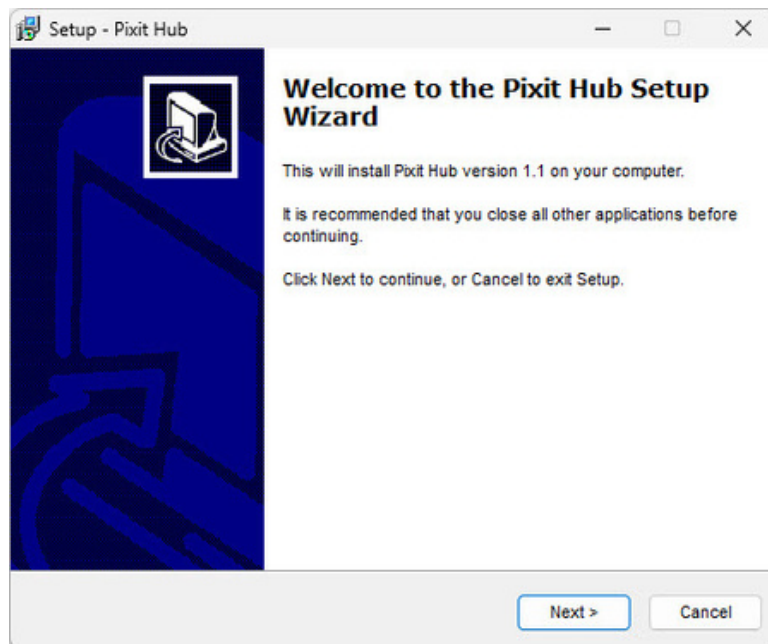 Setup - Pixit Hub
Welcome to the Pixit Hub Setup
Wizard
This will install Pixit Hub version 1.1 on your computer.
It is recommended that you close all other applications before
continuing.
Click Next to continue, or Cancel to exit Setup.
Next >
Cancel